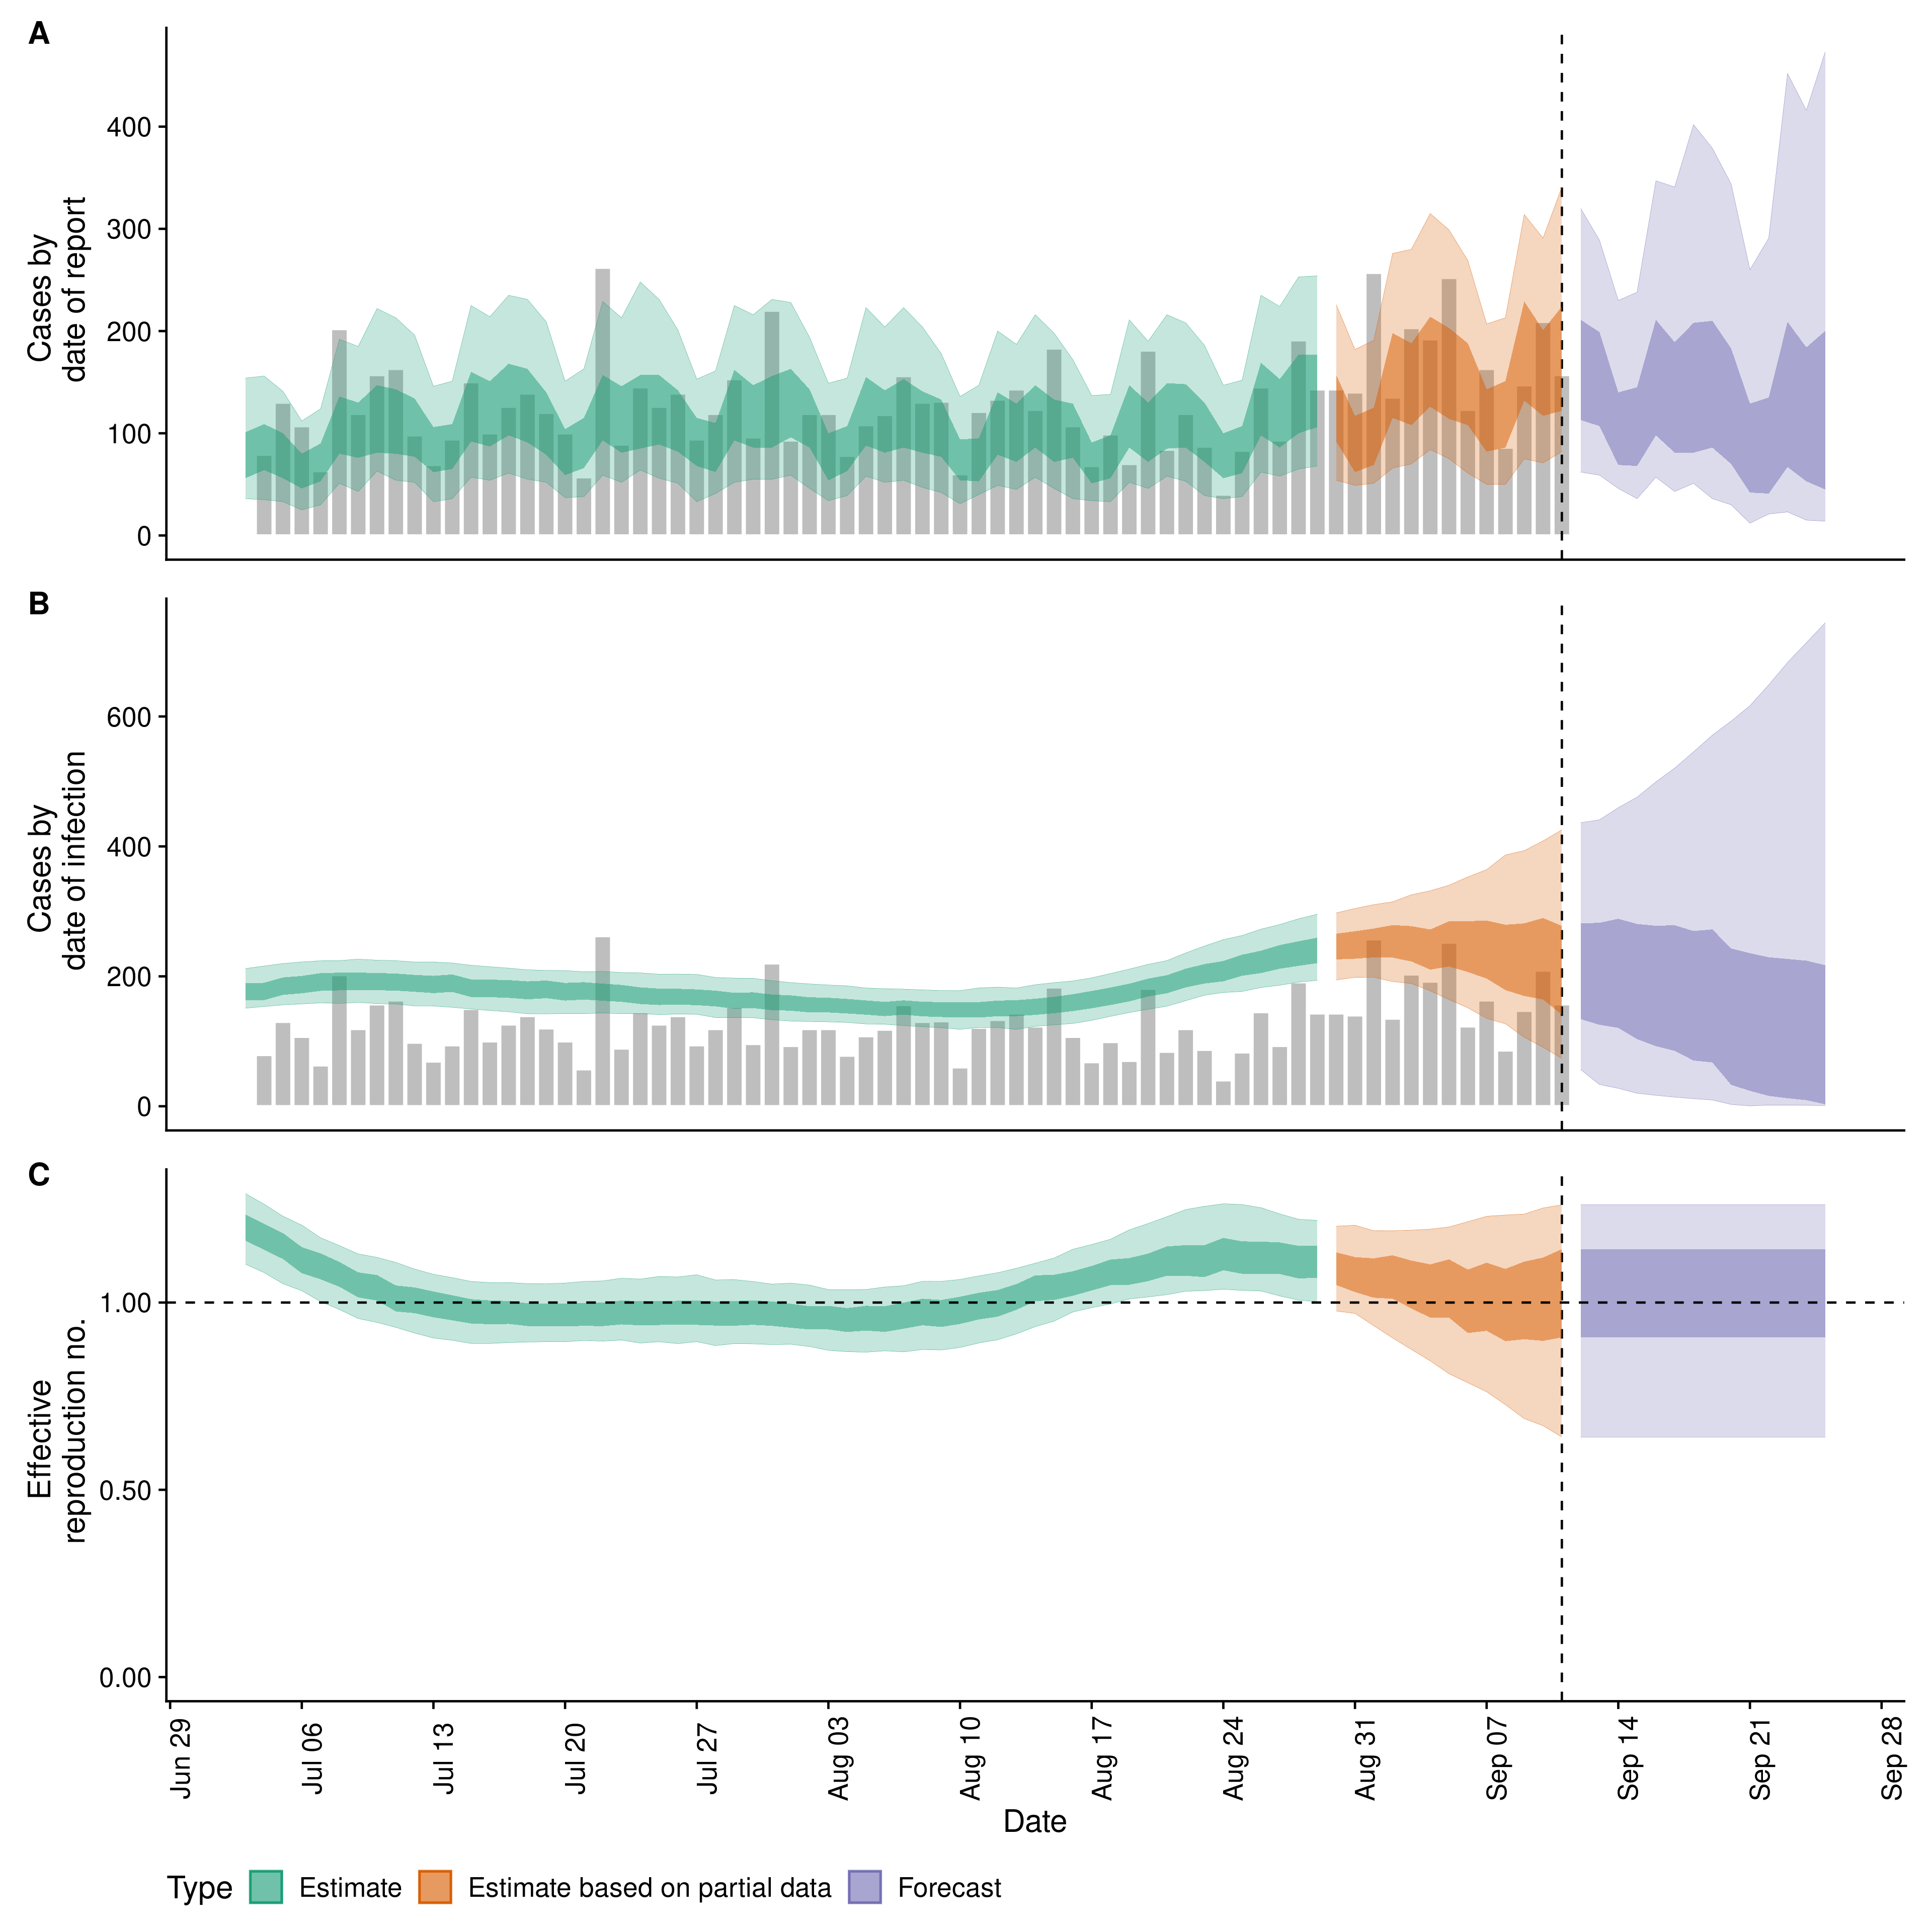 A
Cases by
date of report
400
300
200
100
0
B
Cases by
date of infection
600
400
200
0
C
Effective
reproduction no.
1.00
0.50
0.00
Jun 29
Jul 06
Jul 13
Jul 20
Jul 27
Aug 03
Aug 10
Aug 17
Aug 24
Aug 31
Sep 07
Sep 14
Sep 21
Sep 28
Date
Type Estimate Estimate based on partial data Forecast